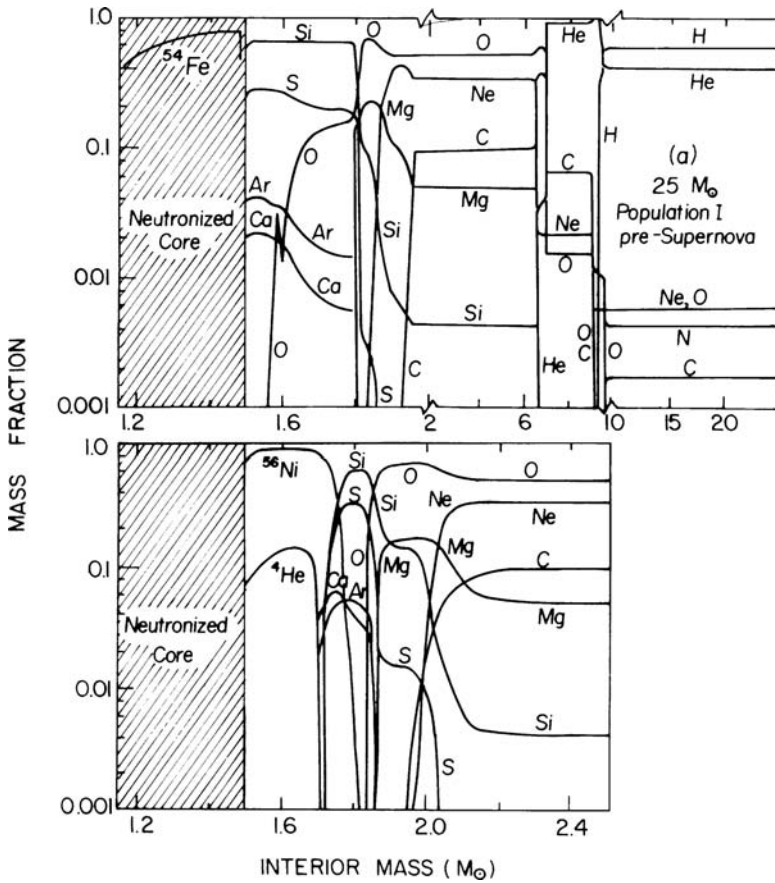 1.0
0.1
0.01
0.001
54Fe
Si
O
O
He
H
S
Mg
Ne
He
O
C
C
H
(a)
25 M⊙
Population I
pre-Supernova
Ar
Ar
Mg
Neutronized
Core
Ca
Si
Ne
O
Ca
Si
Ne, O
O
O
N
O
C
He
C
C
S
1.2
1.6
2
6
10
15
20
MASS FRACTION
1.0
0.1
0.01
0.001
56Ni
Si
O
O
S
Si
Ne
Ne
4He
O
Mg
C
Ca
Mg
Ar
Mg
Neutronized
Core
S
Si
S
1.2
1.6
2.0
2.4
INTERIOR MASS (M⊙)